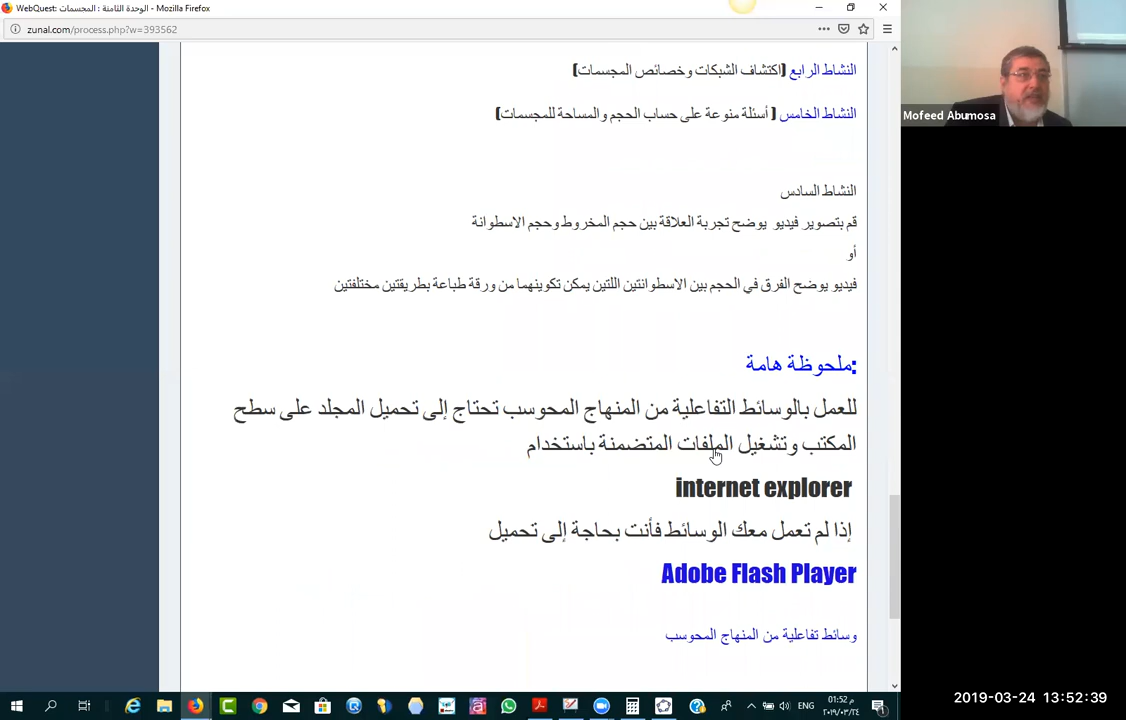 WebQuest: الوحدة الثامنة : المجسمات - Mozilla Firefox
zunal.com/process.php?w=393562
النشاط الرابع (اكتشاف الشبكات وخصائص المجسمات)
النشاط الخامس ( أسئلة منوعة على حساب الحجم والمساحة للمجسمات)
النشاط السادس
قم بتصوير فيديو يوضح تجربة العلاقة بين حجم المخروط وحجم الاسطوانة
أو
فيديو يوضح الفرق في الحجم بين الاسطوانتين اللتين يمكن تكوينهما من ورقة طباعة بطريقتين مختلفتين
ملحوظة هامة:
للعمل بالوسائط التفاعلية من المنهاج المحوسب تحتاج إلى تحميل المجلد على سطح
المكتب وتشغيل الملفات المتضمنة باستخدام
internet explorer
إذا لم تعمل معك الوسائط فأنت بحاجة إلى تحميل
Adobe Flash Player
وسائط تفاعلية من المنهاج المحوسب
Mofeed Abumosa
ENG
01:52 م
٢٠١٩/٠٣/٢٤
2019-03-24 13:52:39